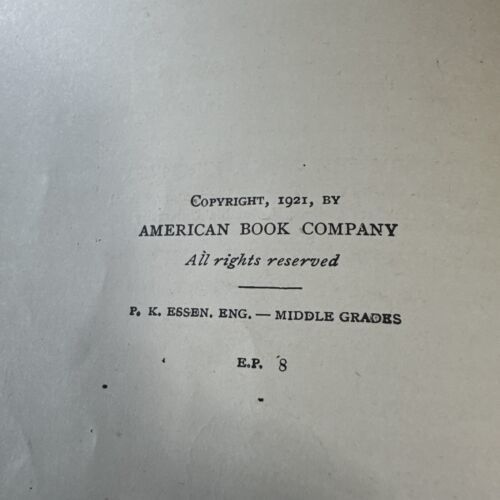 COPYRIGHT, 1921, BY
AMERICAN BOOK COMPANY
All rights reserved
P. K. ESSEN. ENG. — MIDDLE GRADES
E.P. 8